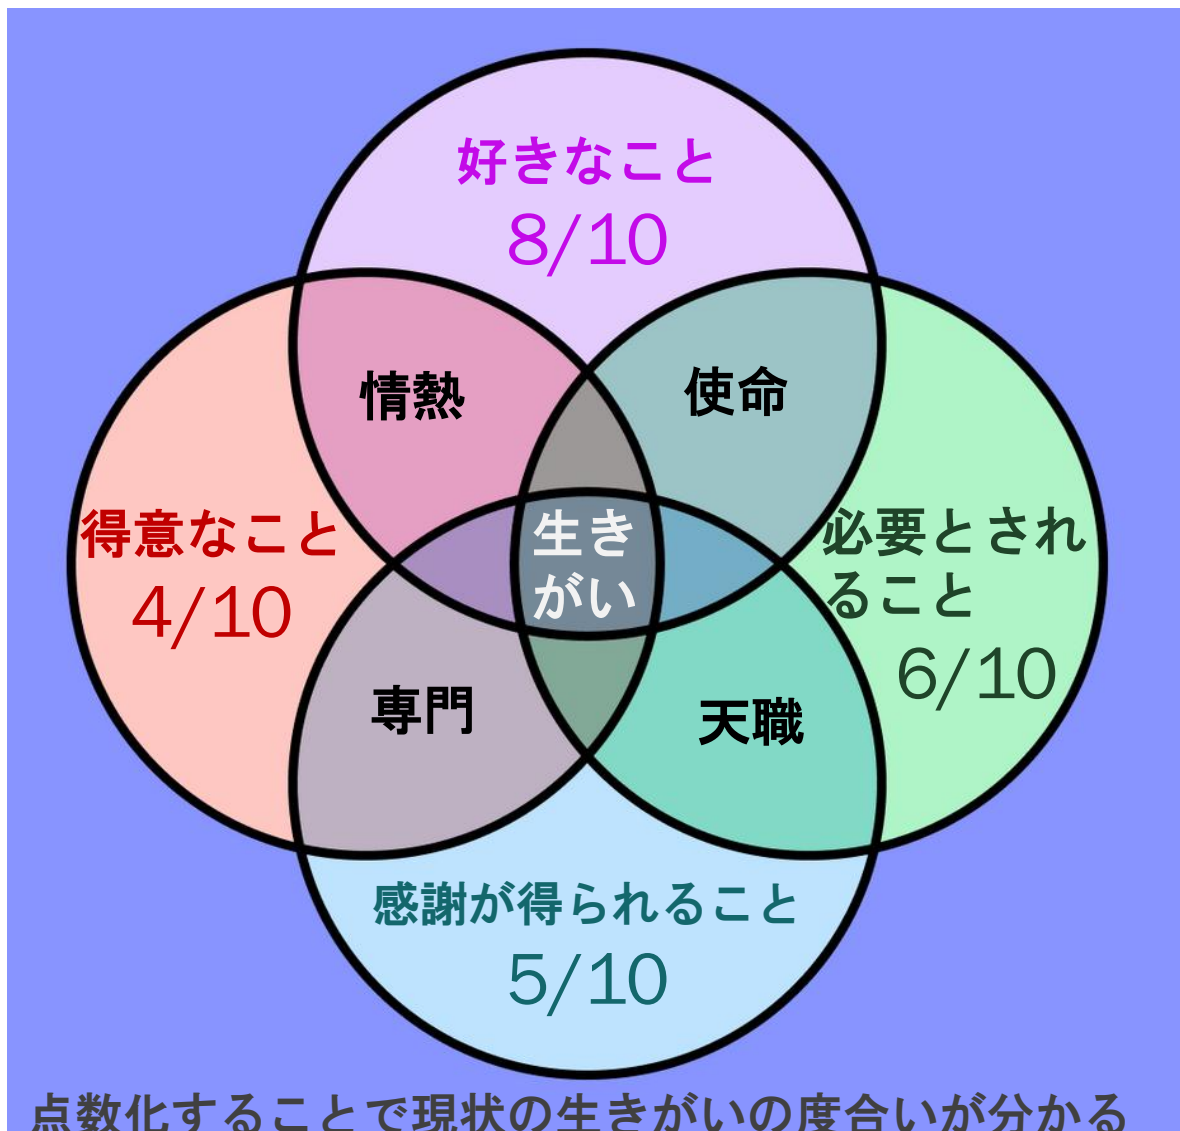 好きなこと
8/10
情熱
使命
得意なこと
4/10
生き
がい
必要とされ
ること
6/10
専門
天職
感謝が得られること
5/10
点数化することで現状の生きがいの度合いが分かる